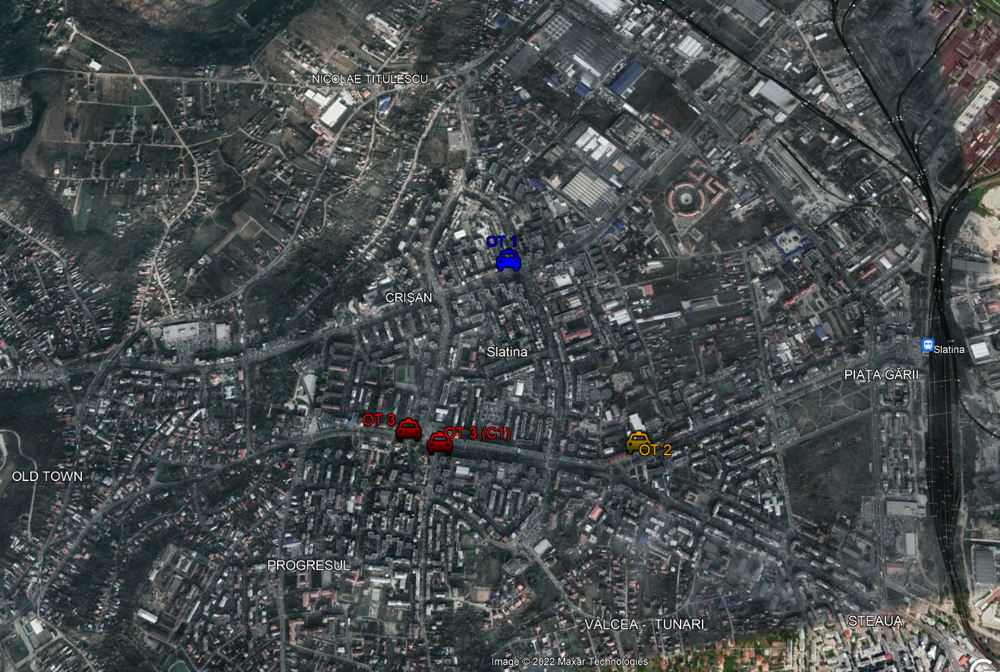 NICOLAE TITULESCU
OT 1
CRIŞAN
Slatina
Slatina
PIAŢA GĂRII
OT 3
OT 3 (C1)
OT 2
OLD TOWN
PROGRESUL
VÂLCEA - TUNARI
STEAUA
Image © 2022 Maxar Technologies